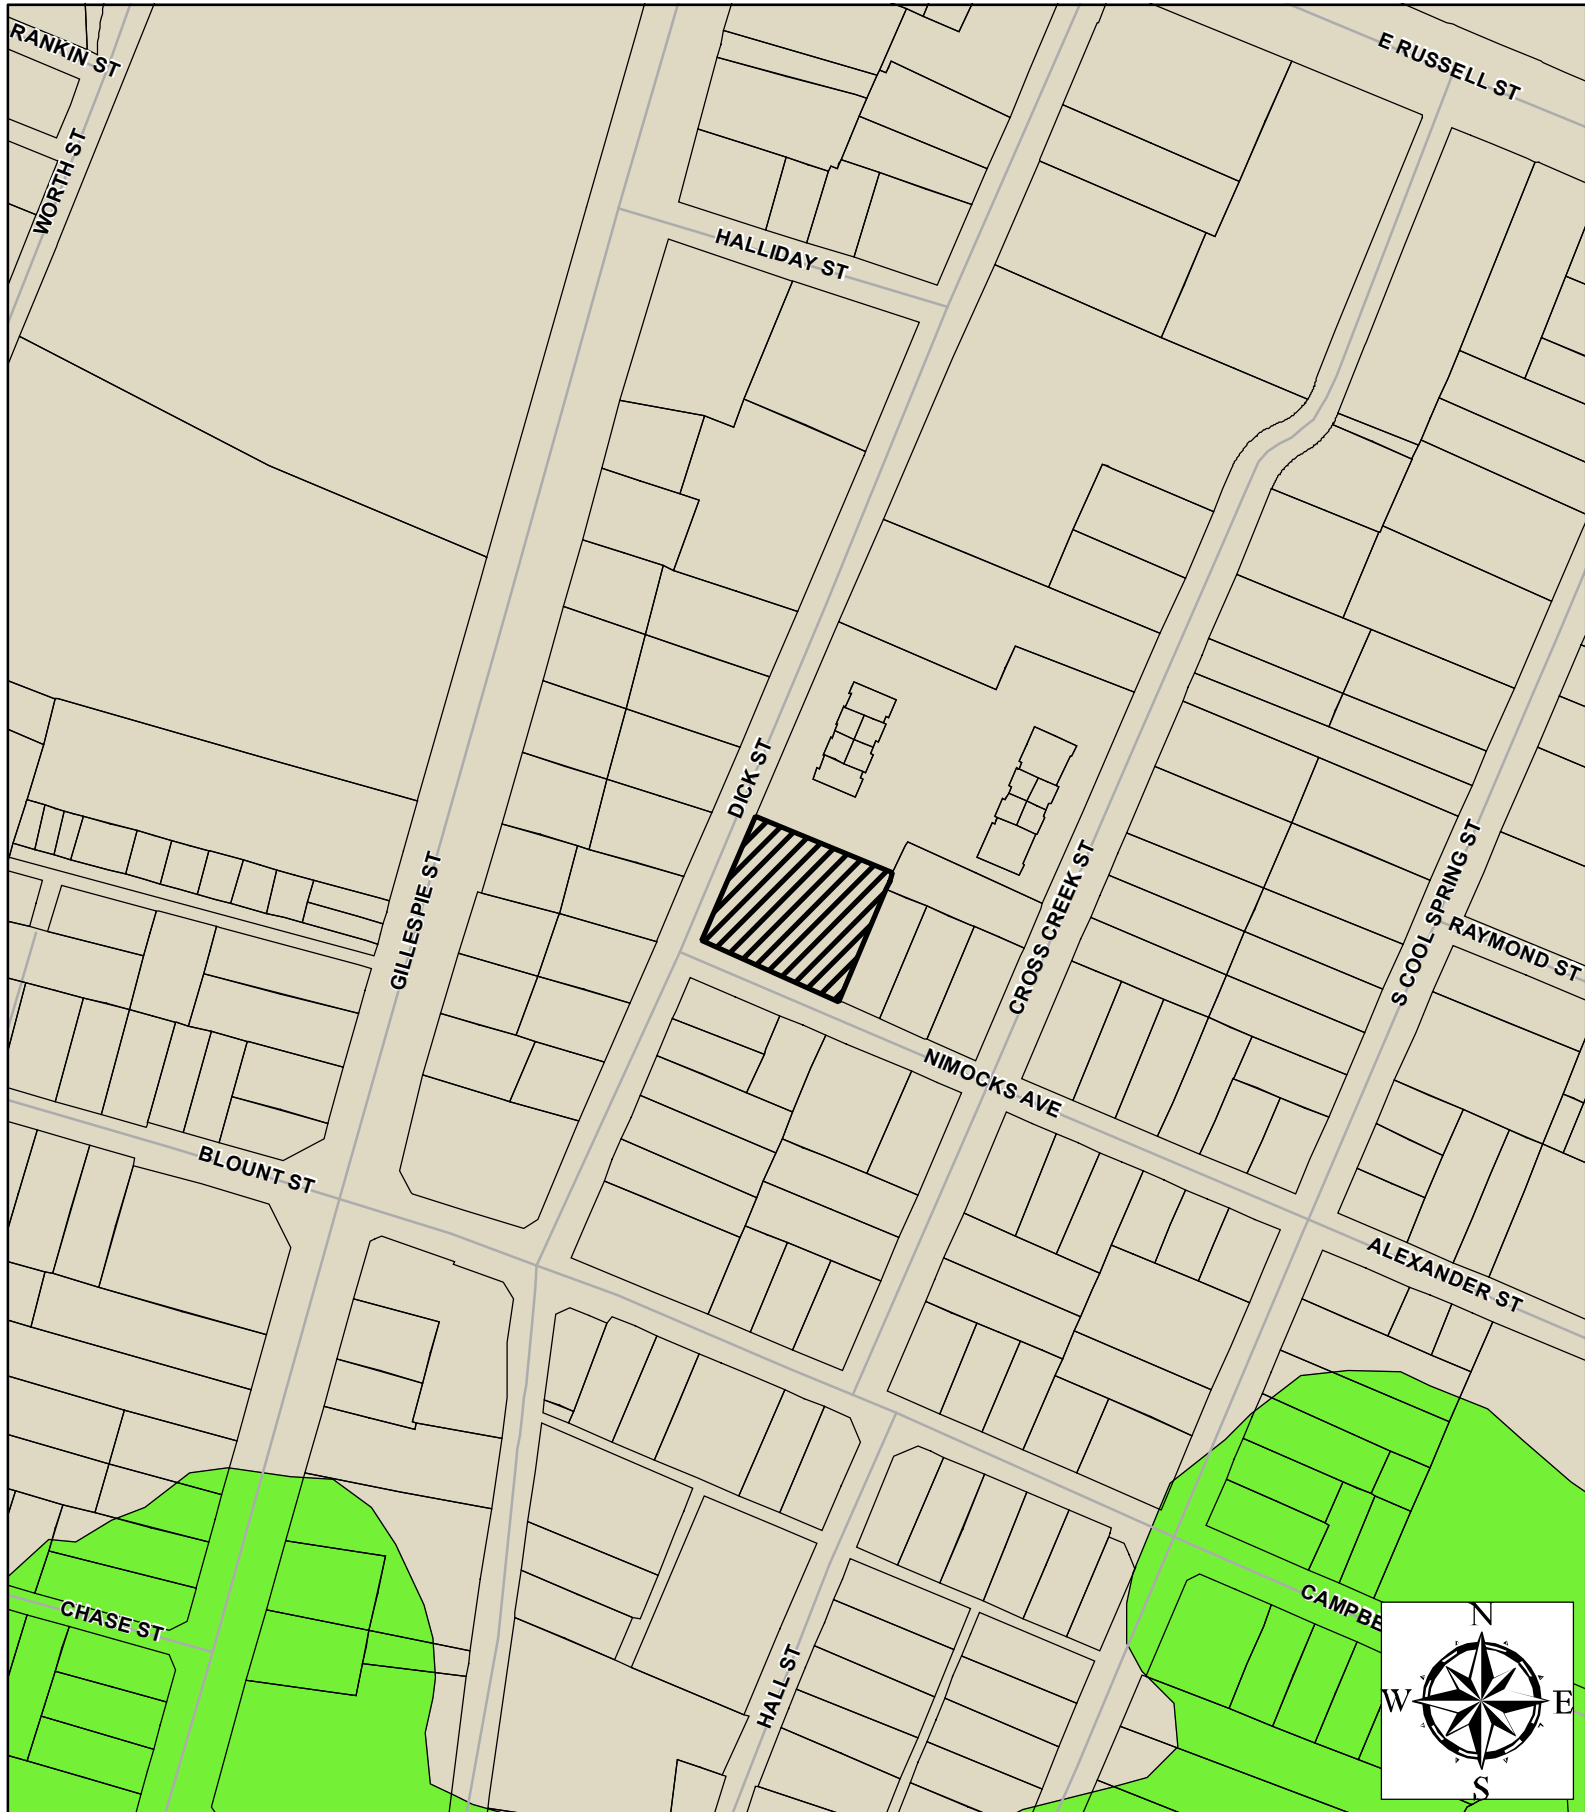 RANKIN ST
E RUSSELL ST
WORTH ST
HALLIDAY ST
DICK ST
GILLESPIE ST
CROSS CREEK ST
S COOL SPRING ST
RAYMOND ST
NIMOCKS AVE
BLOUNT ST
ALEXANDER ST
CHASE ST
CAMPBE
HALL ST
N
W E
S